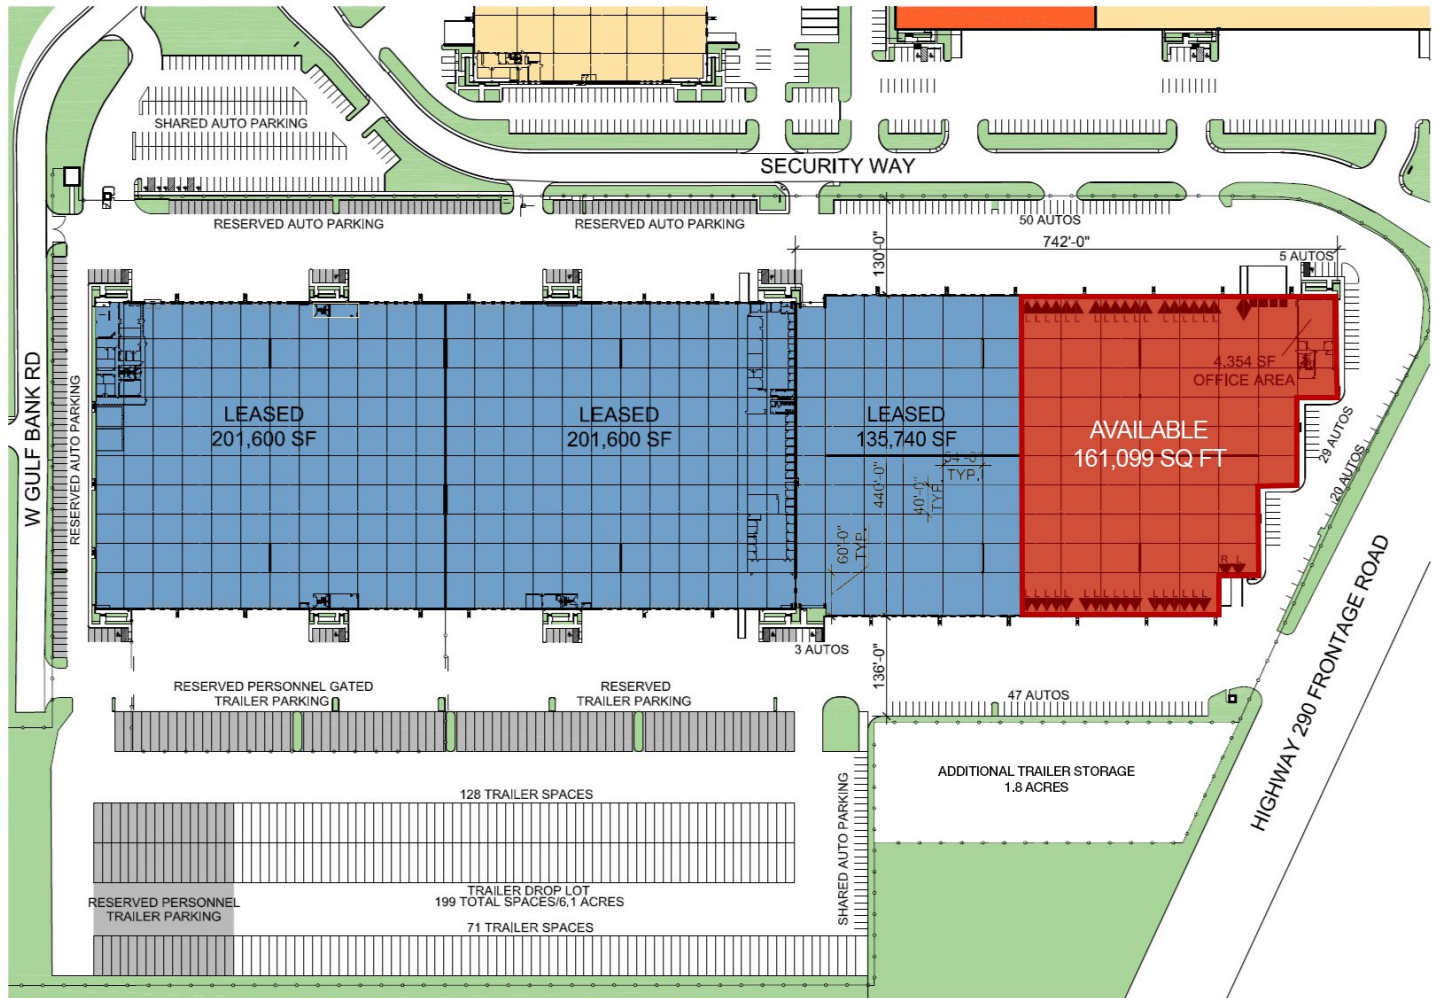 SHARED AUTO PARKING
SECURITY WAY
RESERVED AUTO PARKING
RESERVED AUTO PARKING
50 AUTOS
130'-0"
742'-0"
5 AUTOS
W GULF BANK RD
RESERVED AUTO PARKING
LEASED
201,600 SF
LEASED
201,600 SF
LEASED
135,740 SF
4,354 SF
OFFICE AREA
AVAILABLE
161,099 SQ FT
L L L L L L
L L L L L L
L L L L L L
54'-0"
TYP.
440'-0"
40'-0"
TYP.
60'-0"
TYP.
29 AUTOS
20 AUTOS
R L
3 AUTOS
136'-0"
47 AUTOS
HIGHWAY 290 FRONTAGE ROAD
RESERVED PERSONNEL GATED
TRAILER PARKING
RESERVED
TRAILER PARKING
ADDITIONAL TRAILER STORAGE
1.8 ACRES
128 TRAILER SPACES
SHARED AUTO PARKING
RESERVED PERSONNEL
TRAILER PARKING
TRAILER DROP LOT
199 TOTAL SPACES/6.1 ACRES
71 TRAILER SPACES